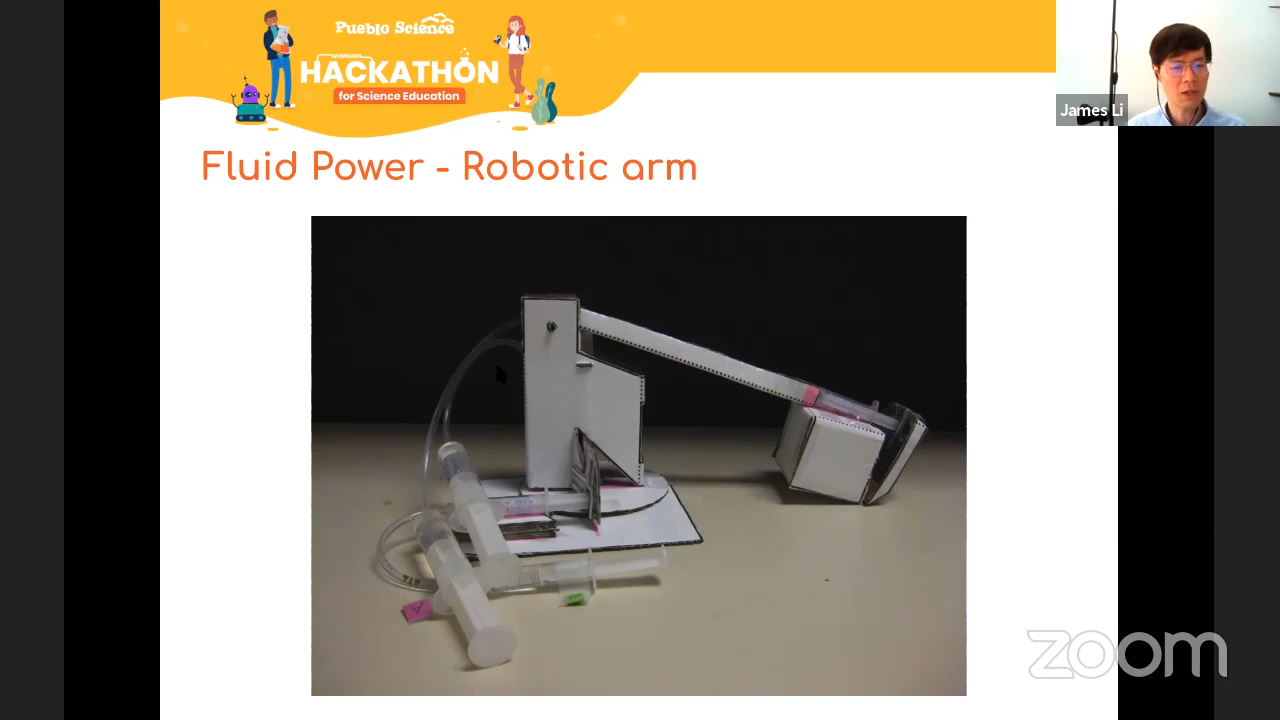 Pueblo Science
HACKATHON
for Science Education
James Li
Fluid Power - Robotic arm
zoom